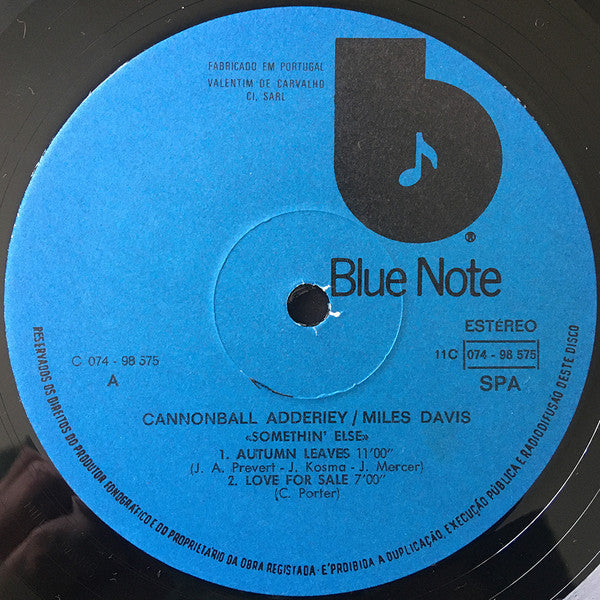 FABRICADO EM PORTUGAL
VALENTIM DE CARVALHO
CI, SARL
b
®
Blue Note
ESTÉREO
C 074 - 98 575
11C 074 - 98 575
A
SPA
CANNONBALL ADDERIEY / MILES DAVIS
«SOMETHIN' ELSE»
1. AUTUMN LEAVES 11'00"
(J. A. Prevert - J. Kosma - J. Mercer)
2. LOVE FOR SALE 7'00"
(C. Porter)
RESERVADOS OS DIREITOS DO PRODUTOR FONOGRÁFICO E DO PROPRIETARIO DA OBRA REGISTADA - É PROIBIDA A DUPLICAÇÃO, EXECUÇÃO PÚBLICA E RADIODIFUSÃO DESTE DISCO